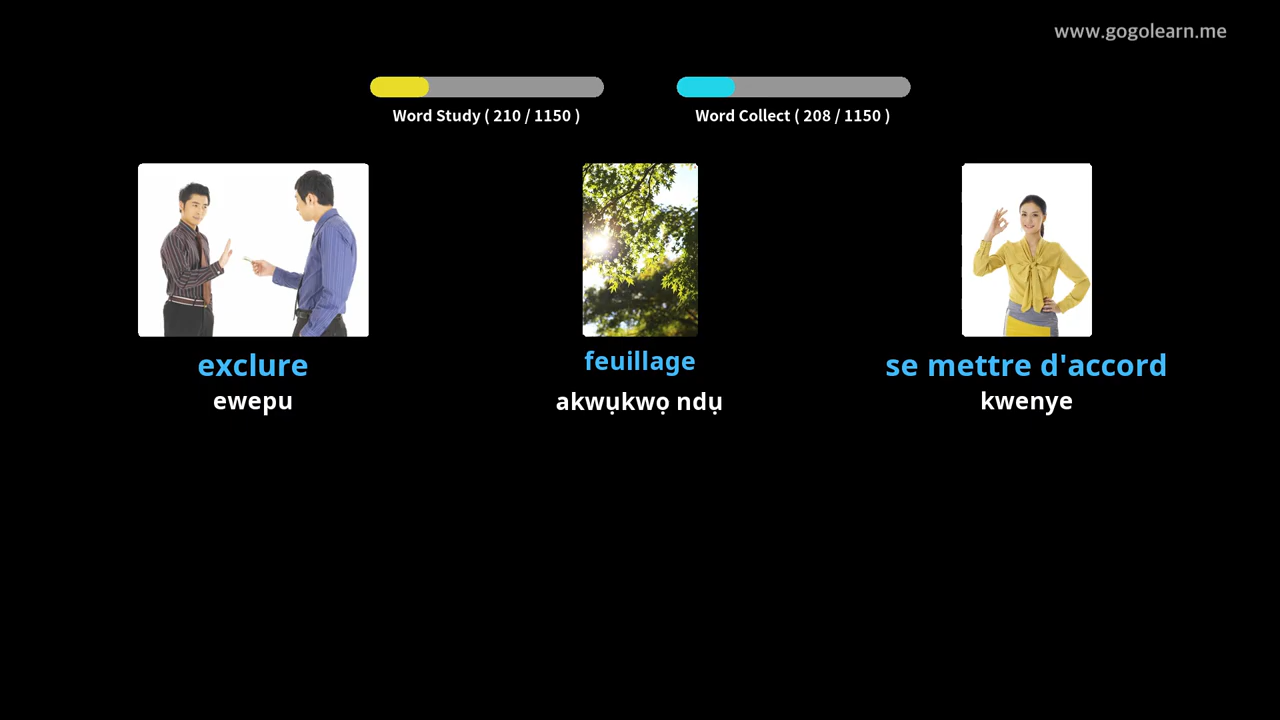 www.gogolearn.me
Word Study ( 210 / 1150 )
Word Collect ( 208 / 1150 )
exclure
ewepu
feuillage
akwụkwọ ndụ
se mettre d'accord
kwenye